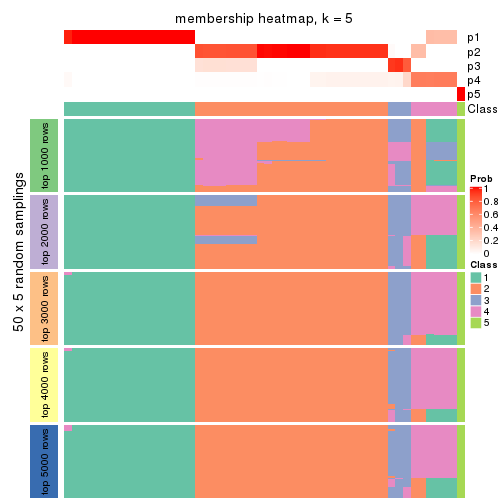 membership heatmap, k = 5
p1
p2
p3
p4
p5
Class
50 x 5 random samplings
top 1000 rows
top 2000 rows
top 3000 rows
top 4000 rows
top 5000 rows
Prob
1
0.8
0.6
0.4
0.2
0
Class
1
2
3
4
5